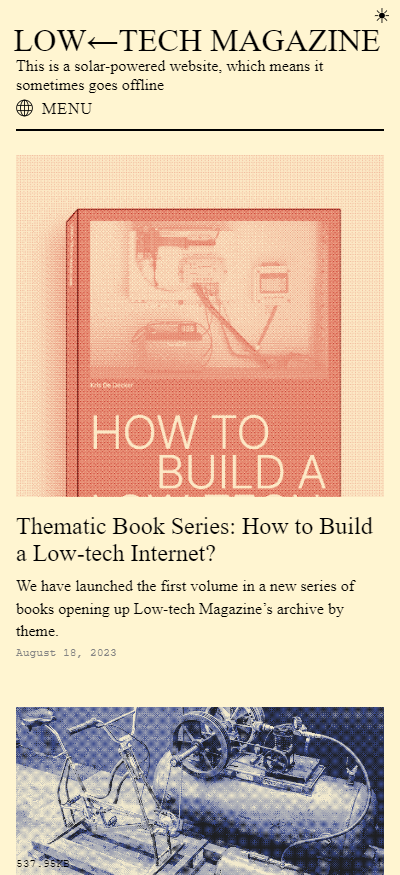 LOW←TECH MAGAZINE
This is a solar-powered website, which means it
sometimes goes offline
MENU
Kris De Decker
HOW TO
BUILD A
LOW-TECH
Thematic Book Series: How to Build
a Low-tech Internet?
We have launched the first volume in a new series of
books opening up Low-tech Magazine’s archive by
theme.
August 18, 2023